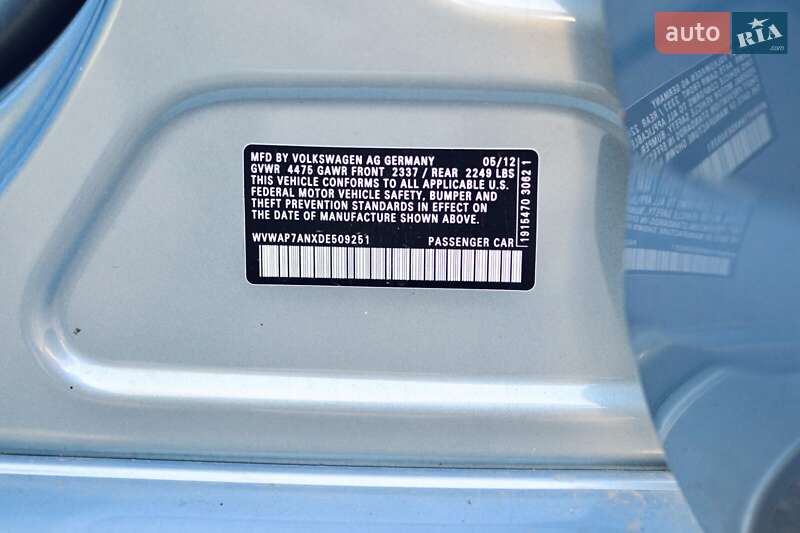 auto RIA .com
MFD BY VOLKSWAGEN AG GERMANY 05/12
GVWR 4475 GAWR FRONT 2337 / REAR 2249 LBS
THIS VEHICLE CONFORMS TO ALL APPLICABLE U.S.
FEDERAL MOTOR VEHICLE SAFETY, BUMPER AND
THEFT PREVENTION STANDARDS IN EFFECT ON
THE DATE OF MANUFACTURE SHOWN ABOVE.
WVWAP7ANXDE509251 PASSENGER CAR
1915470 3062 1